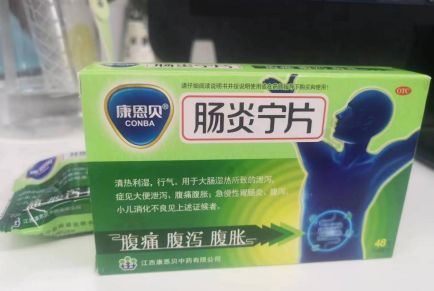 请仔细阅读说明书并按说明使用或在药师指导下购买和使用!
康恩贝®
CONBA
肠炎宁片
OTC
清热利湿,行气。用于大肠湿热所致的泄泻,
症见大便泄泻、腹痛腹胀;急慢性胃肠炎、腹泻、
小儿消化不良见上述证候者。
腹痛 腹泻 腹胀
48
江西康恩贝中药有限公司